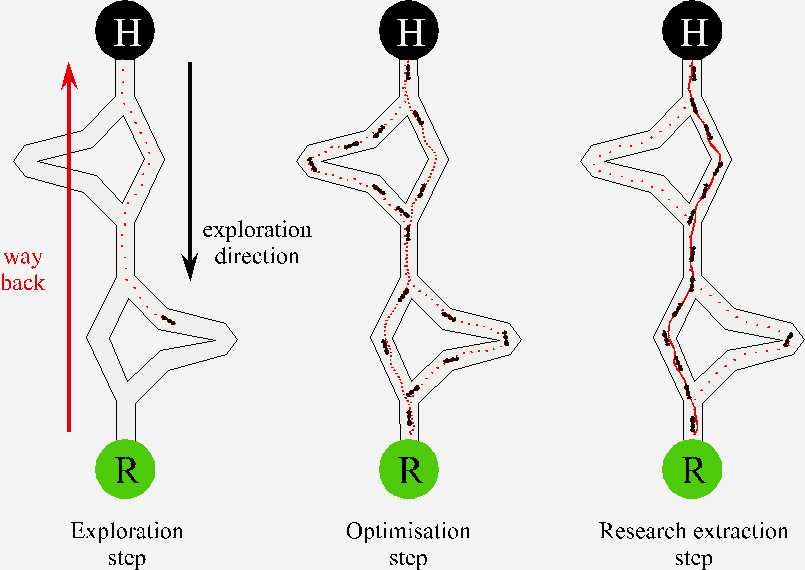 H
H
H
exploration
direction
way
back
R
R
R
Exploration
step
Optimisation
step
Research extraction
step